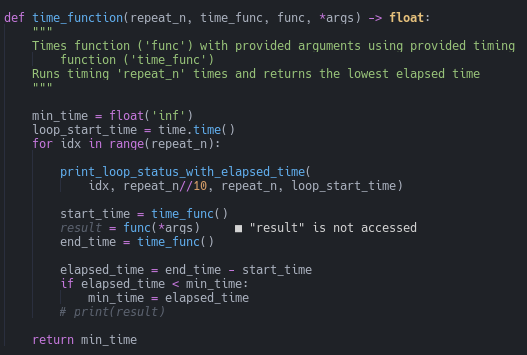 def time_function(repeat_n, time_func, func, *args) -> float:
"""
Times function ('func') with provided arguments using provided timing
function ('time_func')
Runs timing 'repeat_n' times and returns the lowest elapsed time
"""
min_time = float('inf')
loop_start_time = time.time()
for idx in range(repeat_n):
print_loop_status_with_elapsed_time(
idx, repeat_n//10, repeat_n, loop_start_time)
start_time = time_func()
result = func(*args) ■ "result" is not accessed
end_time = time_func()
elapsed_time = end_time - start_time
if elapsed_time < min_time:
min_time = elapsed_time
# print(result)
return min_time